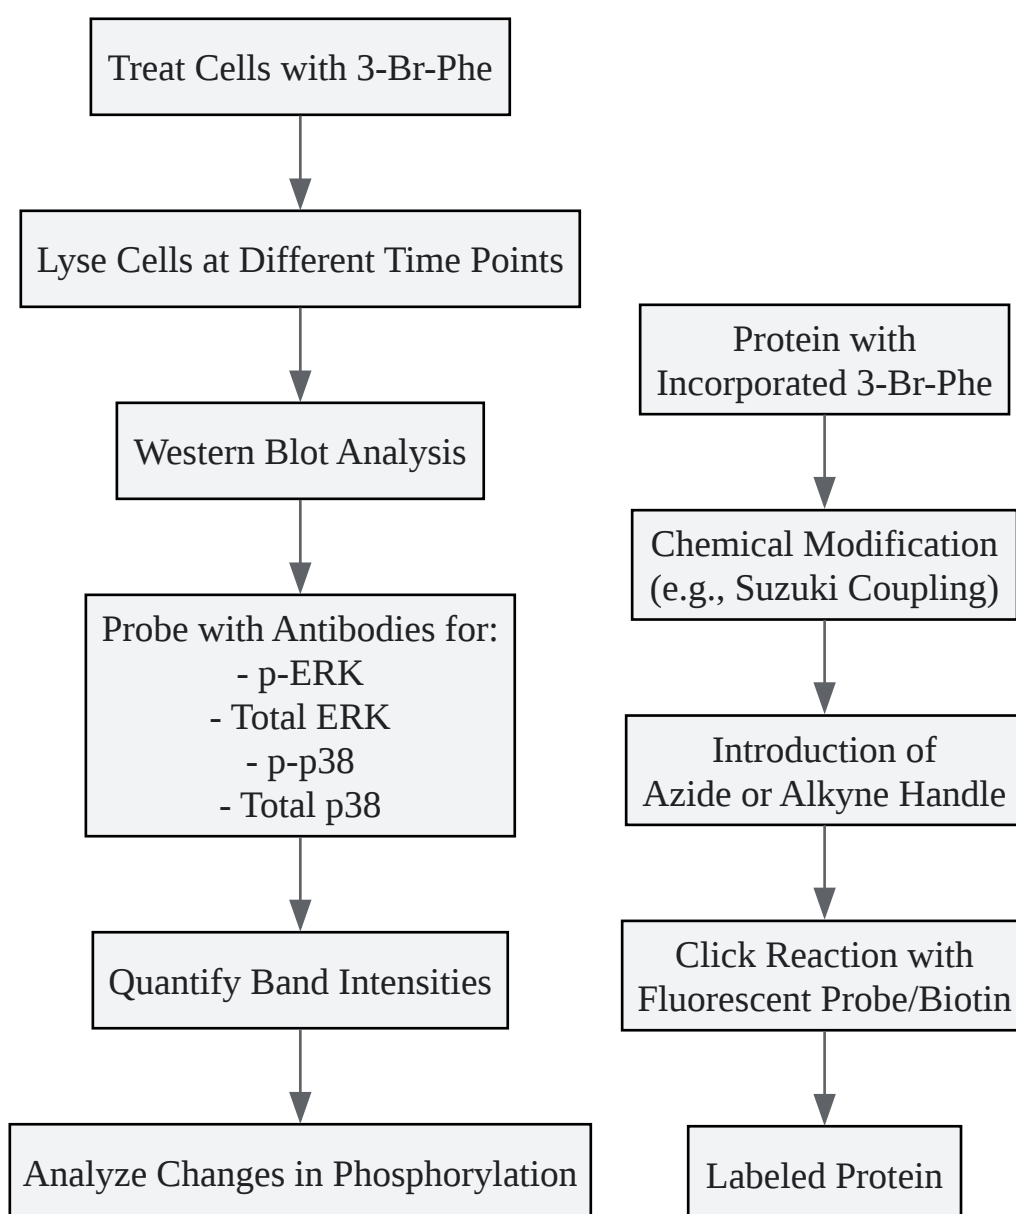 Treat Cells with 3-Br-Phe
Lyse Cells at Different Time Points
Western Blot Analysis
Probe with Antibodies for:
- p-ERK
- Total ERK
- p-p38
- Total p38
Quantify Band Intensities
Analyze Changes in Phosphorylation
Protein with
Incorporated 3-Br-Phe
Chemical Modification
(e.g., Suzuki Coupling)
Introduction of
Azide or Alkyne Handle
Click Reaction with
Fluorescent Probe/Biotin
Labeled Protein